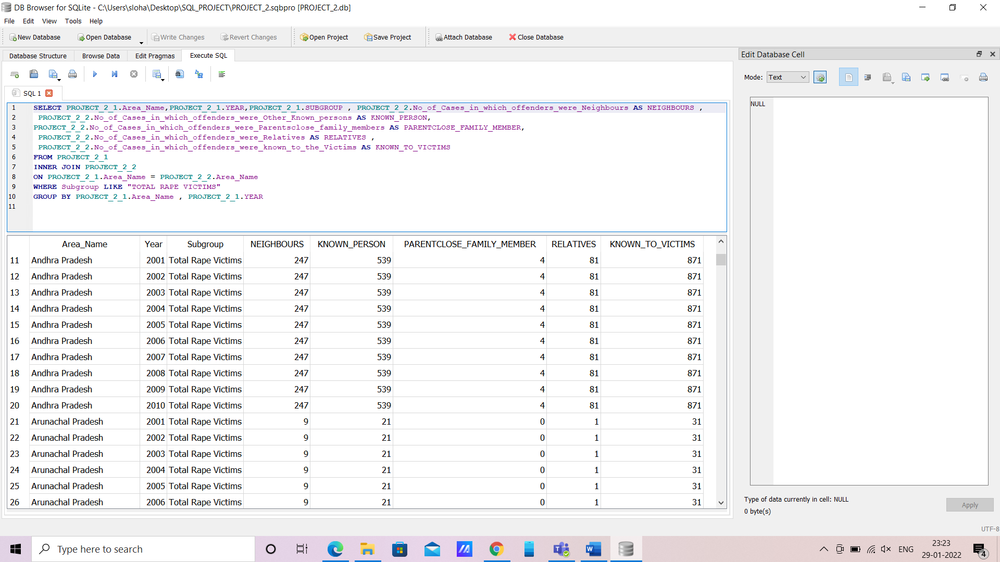 DB Browser for SQLite - C:\Users\sloha\Desktop\SQL_PROJECT\PROJECT_2.sqbpro [PROJECT_2.db]
File Edit View Tools Help
New Database Open Database Write Changes Revert Changes Open Project Save Project Attach Database Close Database
Database Structure Browse Data Edit Pragmas Execute SQL
SQL 1
1 SELECT PROJECT_2_1.Area_Name,PROJECT_2_1.YEAR,PROJECT_2_1.SUBGROUP , PROJECT_2_2.No_of_Cases_in_which_offenders_were_Neighbours AS NEIGHBOURS ,
2 PROJECT_2_2.No_of_Cases_in_which_offenders_were_Other_Known_persons AS KNOWN_PERSON,
3 PROJECT_2_2.No_of_Cases_in_which_offenders_were_Parentsclose_family_members AS PARENTCLOSE_FAMILY_MEMBER,
4 PROJECT_2_2.No_of_Cases_in_which_offenders_were_Relatives AS RELATIVES ,
5 PROJECT_2_2.No_of_Cases_in_which_offenders_were_known_to_the_Victims AS KNOWN_TO_VICTIMS
6 FROM PROJECT_2_1
7 INNER JOIN PROJECT_2_2
8 ON PROJECT_2_1.Area_Name = PROJECT_2_2.Area_Name
9 WHERE Subgroup LIKE "TOTAL RAPE VICTIMS"
10 GROUP BY PROJECT_2_1.Area_Name , PROJECT_2_1.YEAR
11
Area_Name Year Subgroup NEIGHBOURS KNOWN_PERSON PARENTCLOSE_FAMILY_MEMBER RELATIVES KNOWN_TO_VICTIMS
11 Andhra Pradesh 2001 Total Rape Victims 247 539 4 81 871
12 Andhra Pradesh 2002 Total Rape Victims 247 539 4 81 871
13 Andhra Pradesh 2003 Total Rape Victims 247 539 4 81 871
14 Andhra Pradesh 2004 Total Rape Victims 247 539 4 81 871
15 Andhra Pradesh 2005 Total Rape Victims 247 539 4 81 871
16 Andhra Pradesh 2006 Total Rape Victims 247 539 4 81 871
17 Andhra Pradesh 2007 Total Rape Victims 247 539 4 81 871
18 Andhra Pradesh 2008 Total Rape Victims 247 539 4 81 871
19 Andhra Pradesh 2009 Total Rape Victims 247 539 4 81 871
20 Andhra Pradesh 2010 Total Rape Victims 247 539 4 81 871
21 Arunachal Pradesh 2001 Total Rape Victims 9 21 0 1 31
22 Arunachal Pradesh 2002 Total Rape Victims 9 21 0 1 31
23 Arunachal Pradesh 2003 Total Rape Victims 9 21 0 1 31
24 Arunachal Pradesh 2004 Total Rape Victims 9 21 0 1 31
25 Arunachal Pradesh 2005 Total Rape Victims 9 21 0 1 31
26 Arunachal Pradesh 2006 Total Rape Victims 9 21 0 1 31
Edit Database Cell
Mode: Text
NULL
Type of data currently in cell: NULL
0 byte(s)
Apply
UTF-8
Type here to search
ENG
23:23
29-01-2022
4